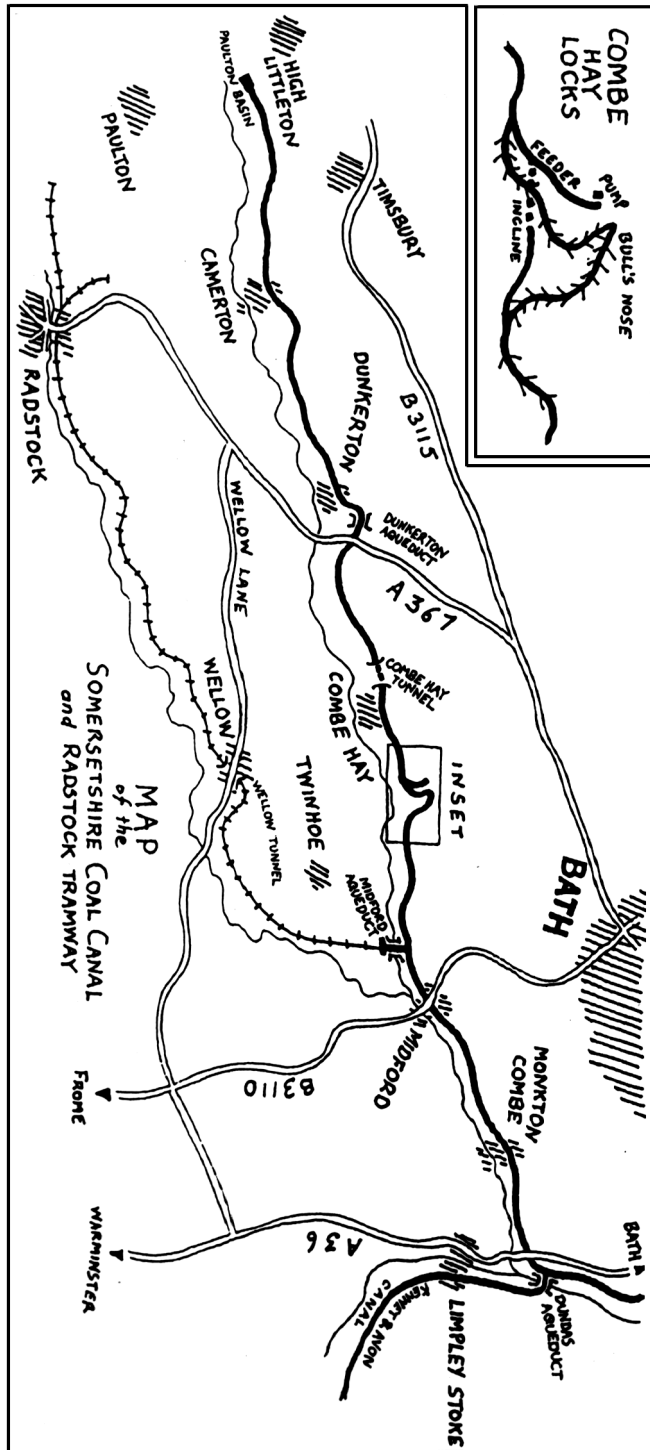 COMBE
HAY
LOCKS
FEEDER
PUMP
INCLINE
BULL'S NOSE
HIGH
LITTLETON
PAULTON BASIN
PAULTON
TIMSBURY
CAMERTON
RADSTOCK
DUNKERTON
B3115
DUNKERTON
AQUEDUCT
A367
WELLOW LANE
WELLOW
WELLOW TUNNEL
COMBE HAY
TUNNEL
COMBE HAY
INSET
TWINHOE
MIDFORD
AQUEDUCT
BATH
MIDFORD
B3110
FROME
MONKTON
COMBE
A36
WARMINSTER
BATH
DUNDAS
AQUEDUCT
LIMPLEY STOKE
KENNET & AVON
CANAL
MAP
of the
SOMERSETSHIRE COAL CANAL
and RADSTOCK TRAMWAY